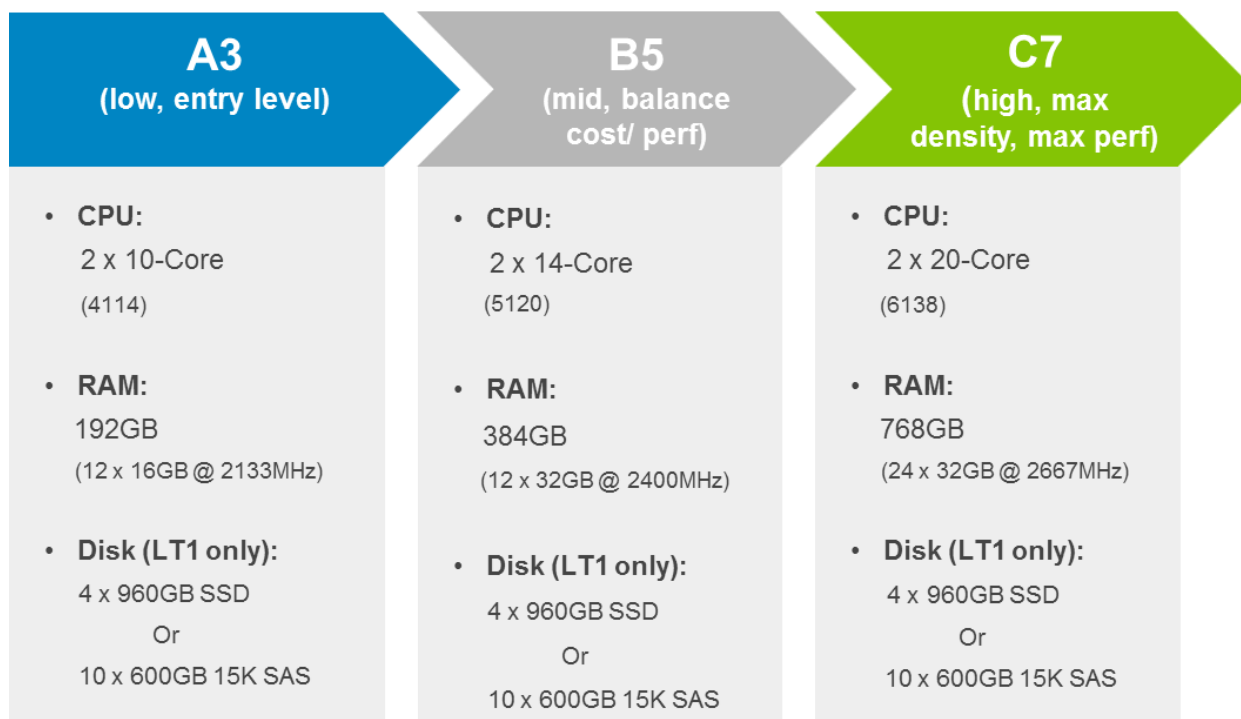 A3
(low, entry level)
• CPU:
2 x 10-Core
(4114)
• RAM:
192GB
(12 x 16GB @ 2133MHz)
• Disk (LT1 only):
4 x 960GB SSD
Or
10 x 600GB 15K SAS
B5
(mid, balance
cost/ perf)
• CPU:
2 x 14-Core
(5120)
• RAM:
384GB
(12 x 32GB @ 2400MHz)
• Disk (LT1 only):
4 x 960GB SSD
Or
10 x 600GB 15K SAS
C7
(high, max
density, max perf)
• CPU:
2 x 20-Core
(6138)
• RAM:
768GB
(24 x 32GB @ 2667MHz)
• Disk (LT1 only):
4 x 960GB SSD
Or
10 x 600GB 15K SAS